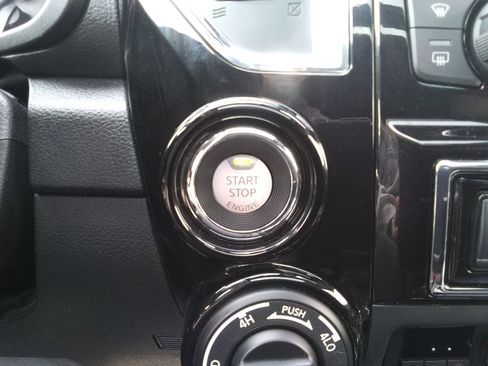 START
STOP
ENGINE
4H PUSH 4LO